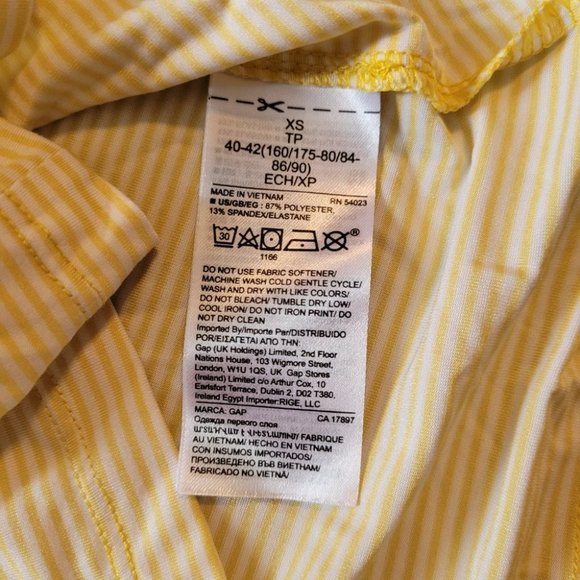 XS
TP
40-42(160/175-80/84-
86/90)
ECH/XP
MADE IN VIETNAM RN 54023
■ US/GB/EG : 87% POLYESTER,
13% SPANDEX/ELASTANE
30 ®
1166
DO NOT USE FABRIC SOFTENER/
MACHINE WASH COLD GENTLE CYCLE/
WASH AND DRY WITH LIKE COLORS/
DO NOT BLEACH/ TUMBLE DRY LOW/
COOL IRON/ DO NOT IRON PRINT/ DO
NOT DRY CLEAN
Imported By/Importe Par/DISTRIBUIDO
POR/ΕΙΣΑΓΕΤΑΙ ΑΠΟ ΤΗΝ:
Gap (UK Holdings) Limited, 2nd Floor
Nations House, 103 Wigmore Street,
London, W1U 1QS, UK Gap Stores
(Ireland) Limited c/o Arthur Cox, 10
Earlsfort Terrace, Dublin 2, D02 T380,
Ireland Egypt Importer:RIGE, LLC
MARCA: GAP CA 17897
Одежда первого слоя
ԱՐՏԱԴՐՎԱԾ Է ՎԻԵՏՆԱՄՈՒՄ/ FABRIQUE
AU VIETNAM/ HECHO EN VIETNAM
CON INSUMOS IMPORTADOS/
ПРОИЗВЕДЕНО ВЪВ ВИЕТНАМ/
FABRICADO NO VIETNÃ/